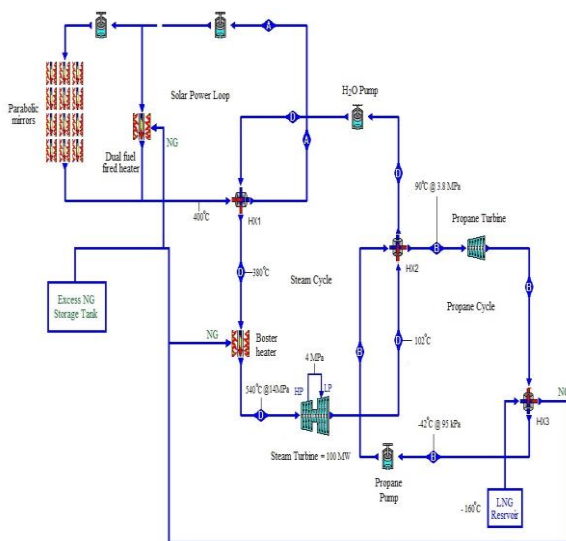 A
Solar Power Loop
H2O Pump
Parabolic
mirrors
D
NG
Dual fuel
fired heater
A
D
90°C @ 3.8 MPa
Propane Turbine
400°C
HX1
B
HX2
B
D
380°C
Steam Cycle
Propane Cycle
Excess NG
Storage Tank
NG
Boster
heater
4 MPa
B
D
102°C
HP
LP
540°C @14MPa
D
NG
HX3
Steam Turbine = 100 MW
-42°C @ 95 kPa
B
Propane
Pump
- 160°C
LNG
Resrvoir